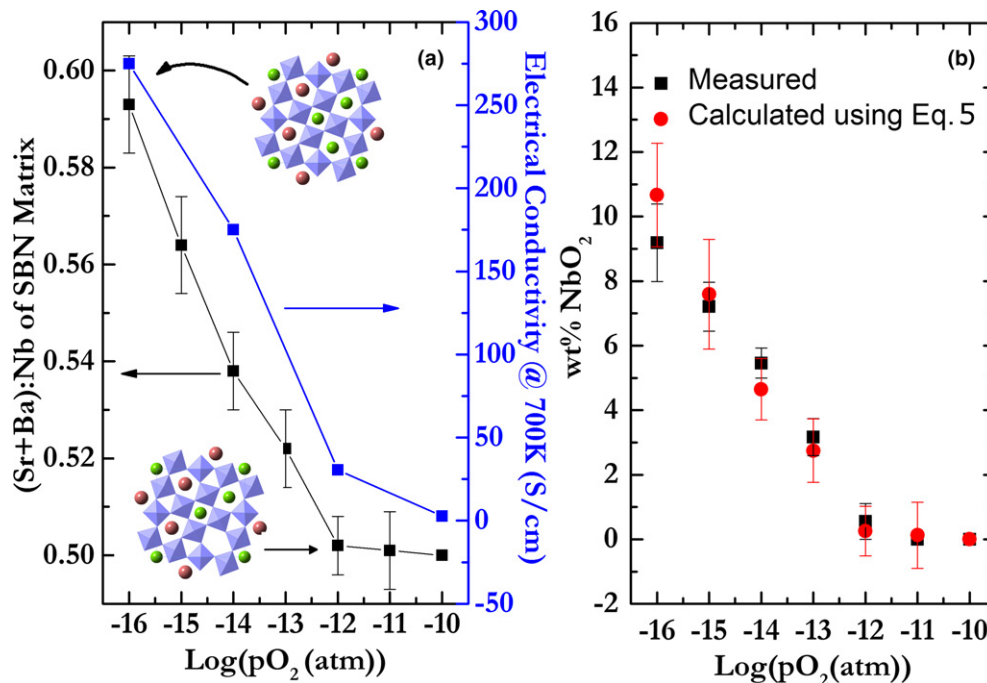 (a)
(Sr+Ba):Nb of SBN Matrix
0.60
0.58
0.56
0.54
0.52
0.50
-16 -15 -14 -13 -12 -11 -10
Log(pO2 (atm))
300
250
200
150
100
50
0
-50
Electrical Conductivity @ 700K (S/cm)
(b)
Measured
Calculated using Eq. 5
wt% NbO2
16
14
12
10
8
6
4
2
0
-2
-16 -15 -14 -13 -12 -11 -10
Log(pO2(atm))